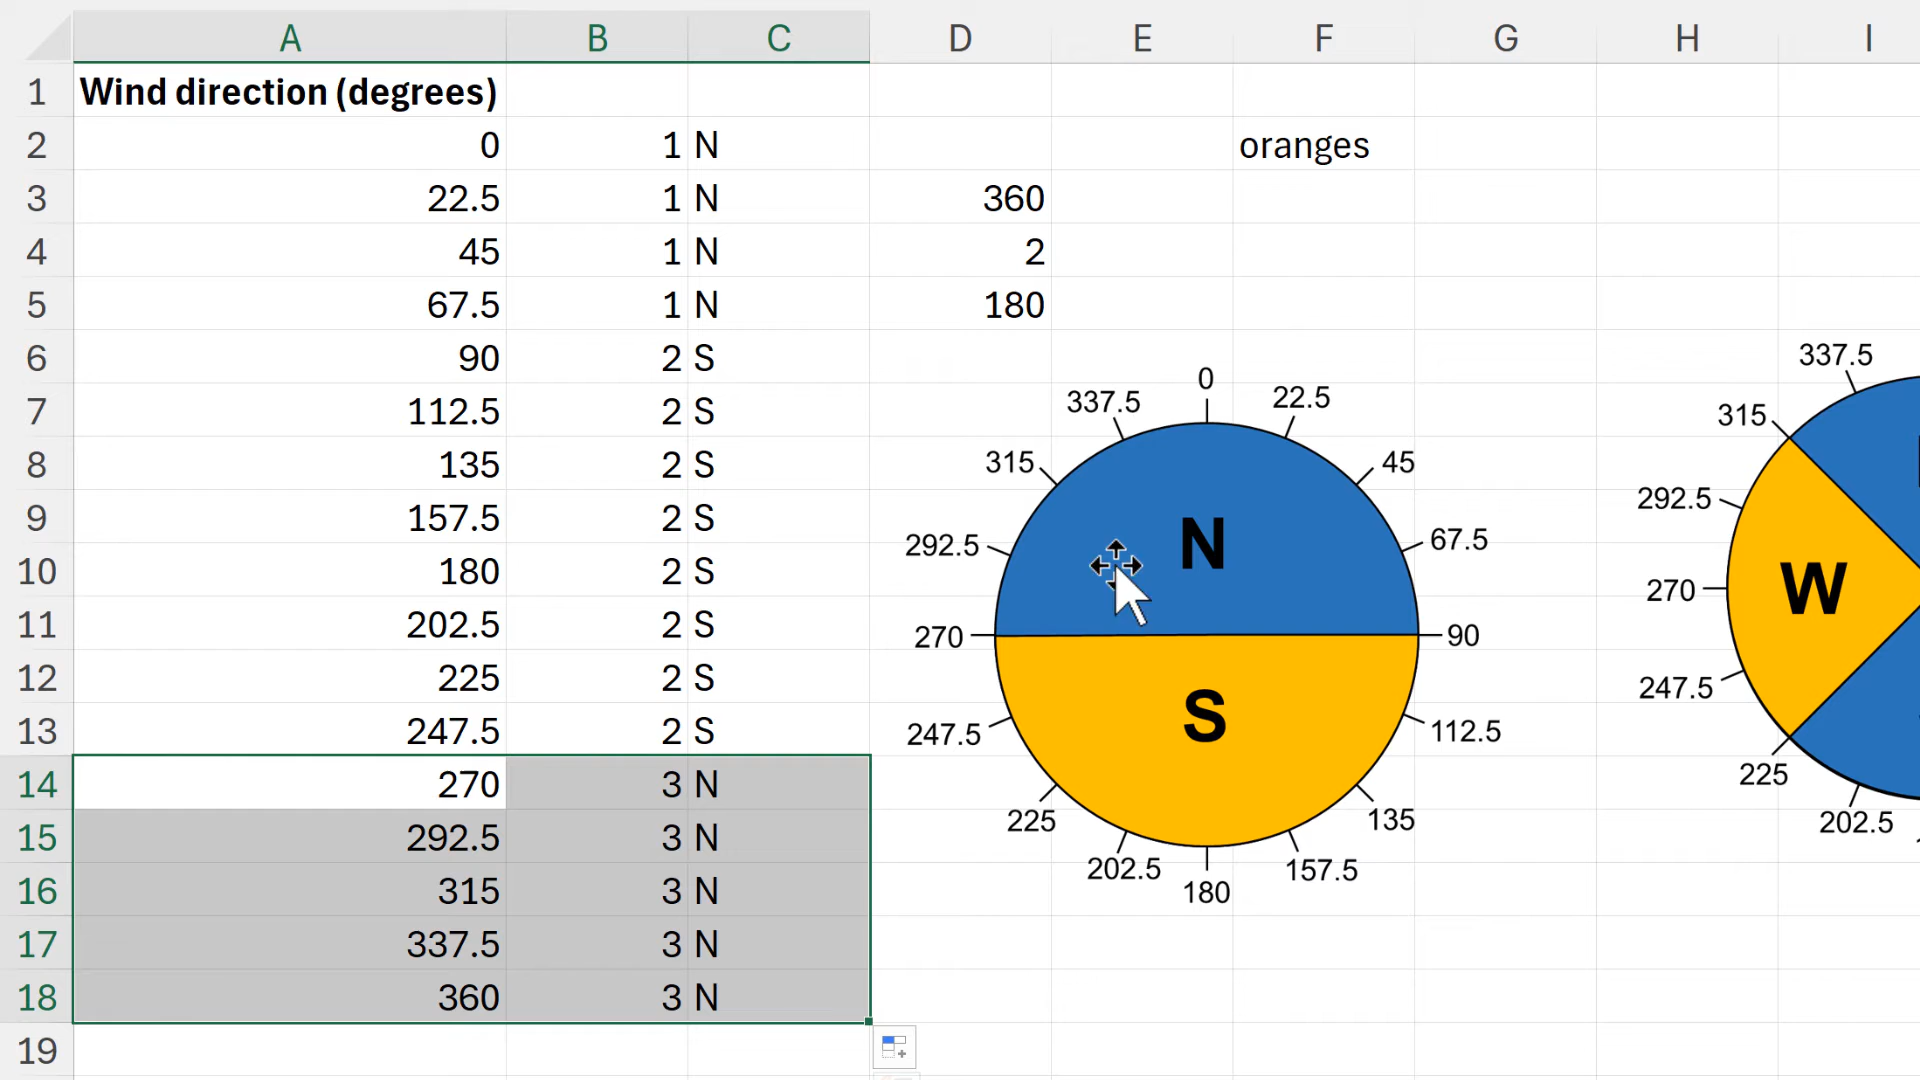 A B C D E F G H I
1 Wind direction (degrees)
2 0 1 N oranges
3 22.5 1 N 360
4 45 1 N 2
5 67.5 1 N 180
6 90 2 S
7 112.5 2 S
8 135 2 S
9 157.5 2 S
10 180 2 S
11 202.5 2 S
12 225 2 S
13 247.5 2 S
14 270 3 N
15 292.5 3 N
16 315 3 N
17 337.5 3 N
18 360 3 N
19
0
337.5 22.5
315 45
N
292.5 67.5
270 90
S
247.5 112.5
225 135
202.5 157.5
180
337.5
315
292.5
270 W
247.5
225
202.5